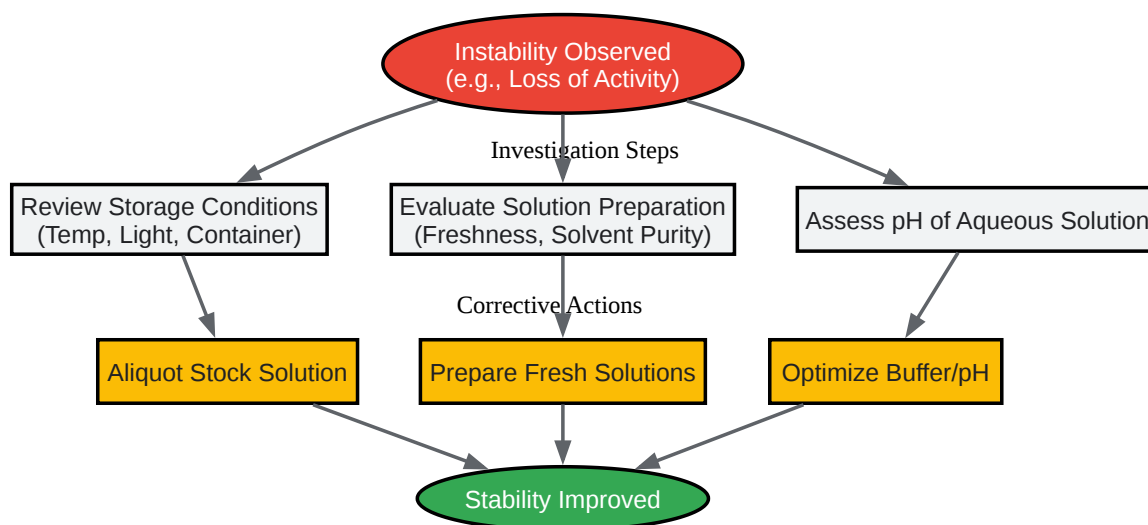 Instability Observed
(e.g., Loss of Activity)
Investigation Steps
Review Storage Conditions
(Temp, Light, Container)
Evaluate Solution Preparation
(Freshness, Solvent Purity)
Assess pH of Aqueous Solution
Corrective Actions
Aliquot Stock Solution
Prepare Fresh Solutions
Optimize Buffer/pH
Stability Improved